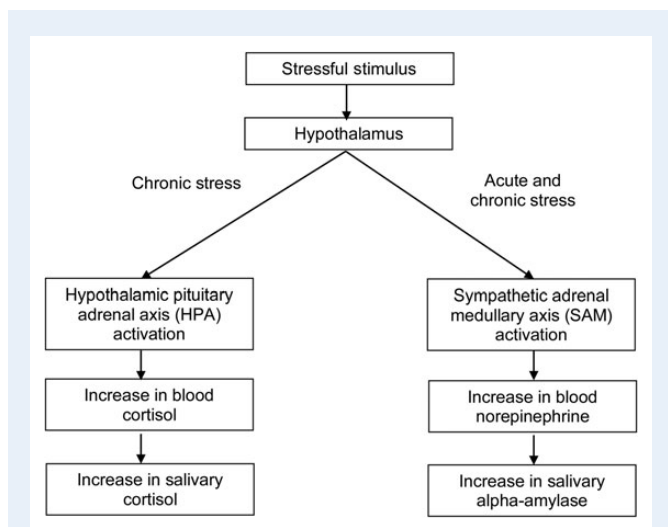 Stressful stimulus
Hypothalamus
Chronic stress
Acute and
chronic stress
Hypothalamic pituitary
adrenal axis (HPA)
activation
Sympathetic adrenal
medullary axis (SAM)
activation
Increase in blood
cortisol
Increase in blood
norepinephrine
Increase in salivary
cortisol
Increase in salivary
alpha-amylase